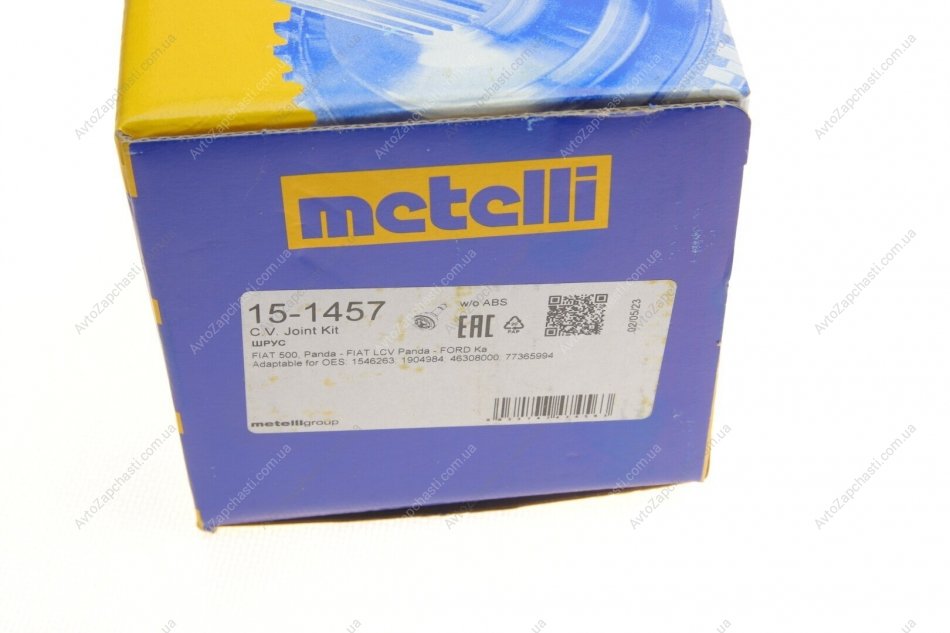 metelli
15-1457
w/o ABS
C.V. Joint Kit
ШРУС
EAC
PAP
02/05/23
FIAT 500, Panda - FIAT LCV Panda - FORD Ka
Adaptable for OES: 1546263, 1904984, 46308000, 77365994
metelligroup
AvtoZapchasti.com.ua